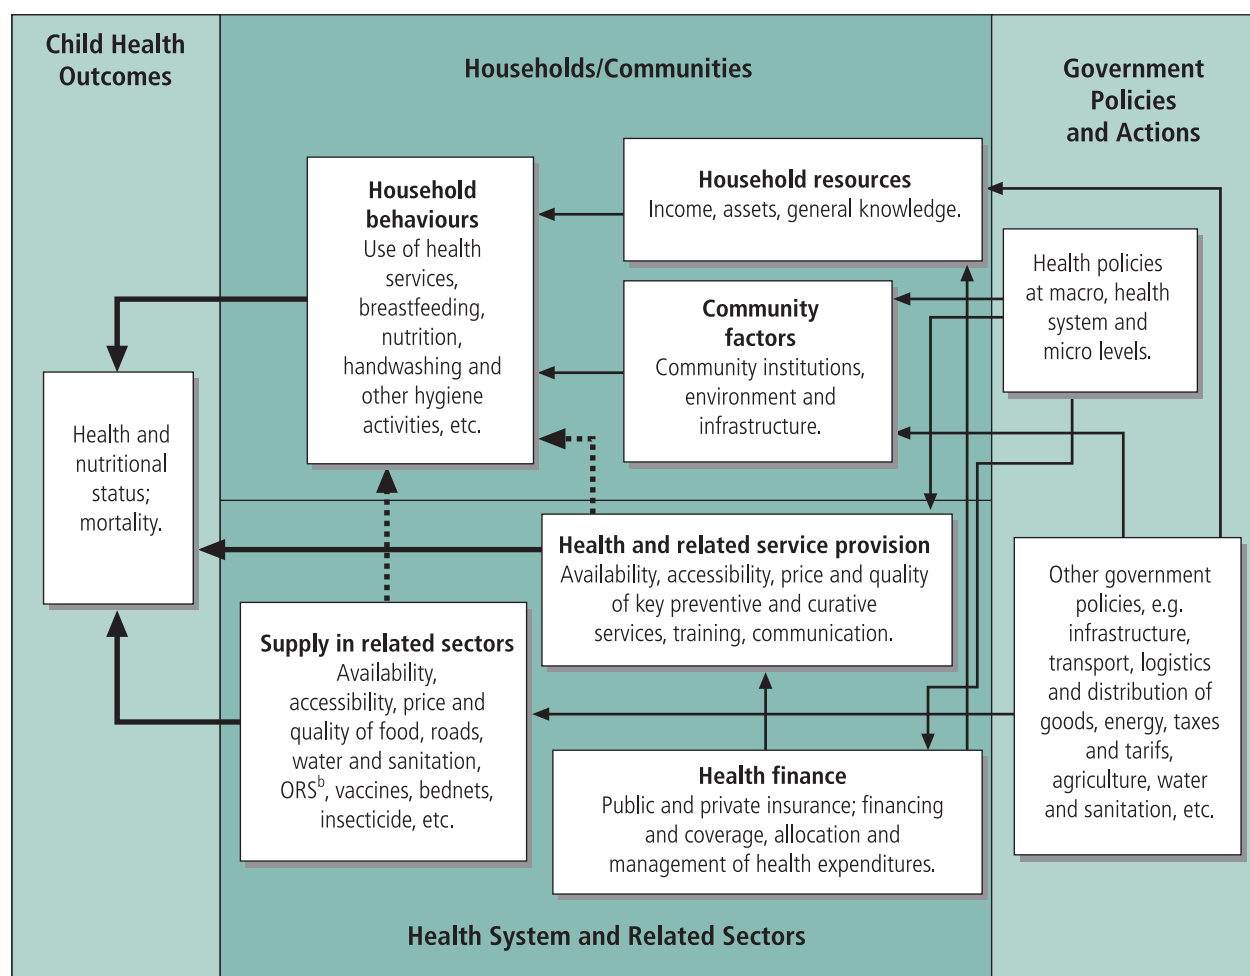 Child Health
Outcomes
Households/Communities
Government
Policies
and Actions
Household
behaviours
Use of health
services,
breastfeeding,
nutrition,
handwashing and
other hygiene
activities, etc.
Household resources
Income, assets, general knowledge.
Community
factors
Community institutions,
environment and
infrastructure.
Health policies
at macro, health
system and
micro levels.
Health and
nutritional
status;
mortality.
Health and related service provision
Availability, accessibility, price and quality
of key preventive and curative
services, training, communication.
Supply in related sectors
Availability,
accessibility, price and
quality of food, roads,
water and sanitation,
ORSᵇ, vaccines, bednets,
insecticide, etc.
Other government
policies, e.g.
infrastructure,
transport, logistics
and distribution of
goods, energy, taxes
and tarifs,
agriculture, water
and sanitation, etc.
Health finance
Public and private insurance; financing
and coverage, allocation and
management of health expenditures.
Health System and Related Sectors